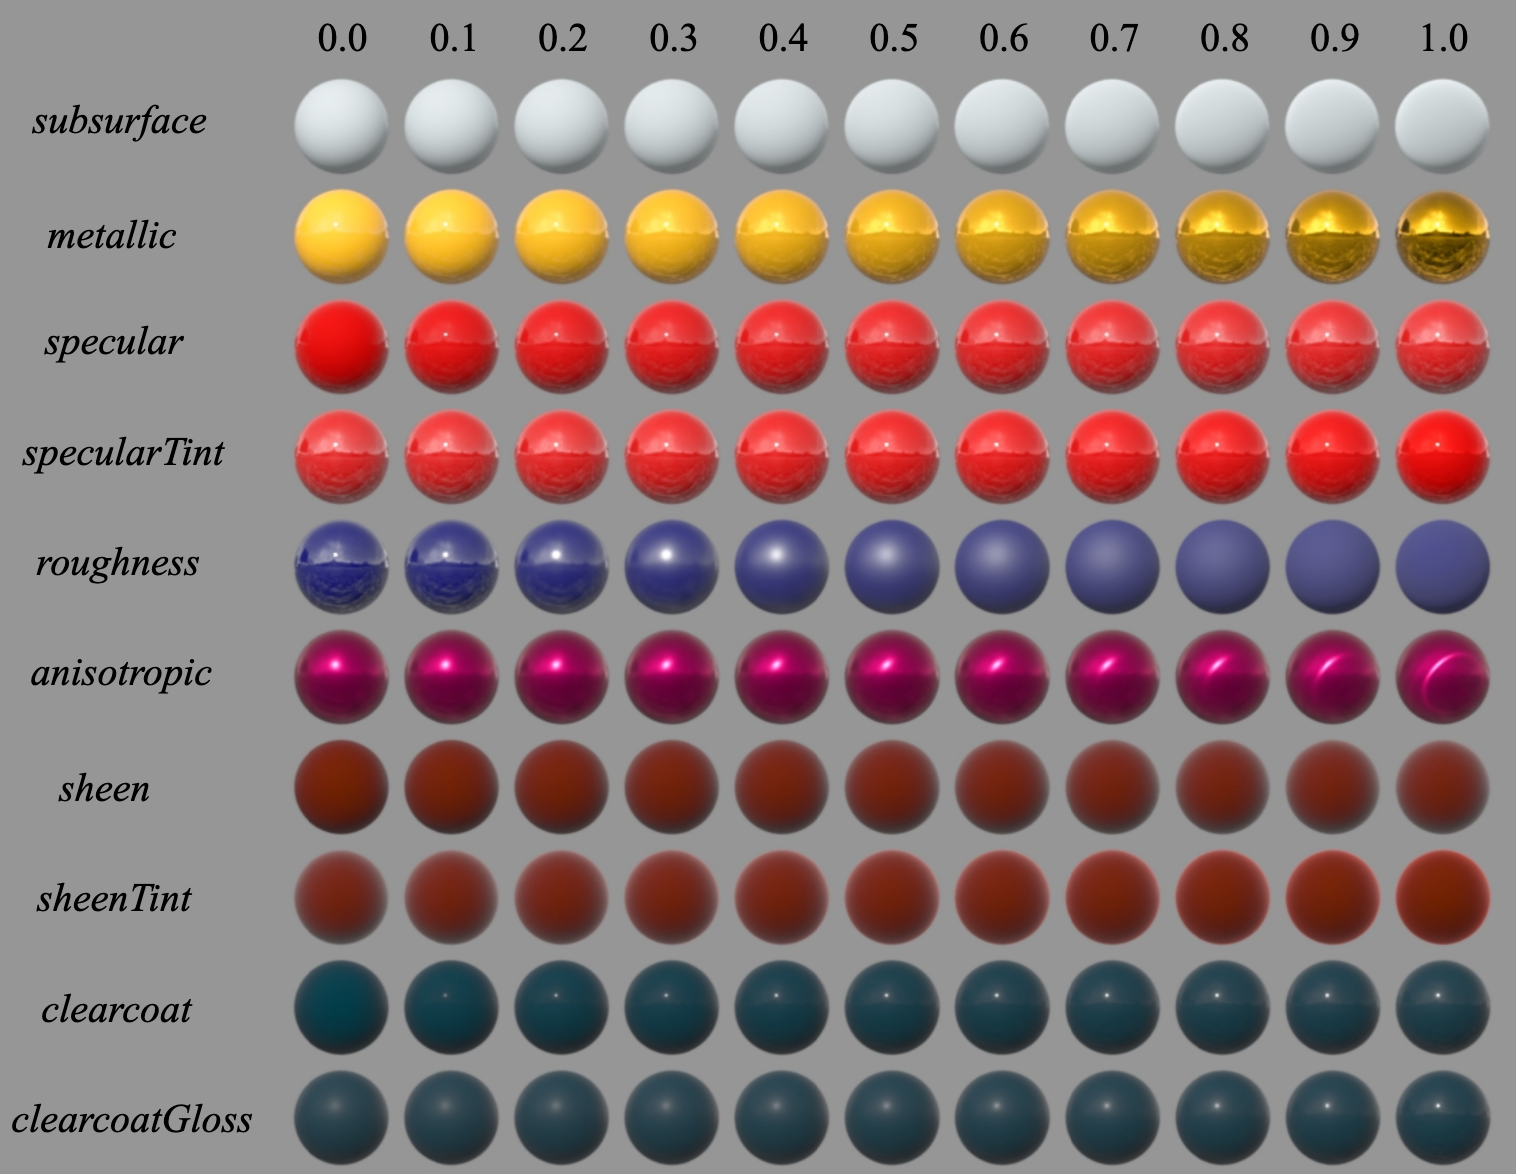 0.0 0.1 0.2 0.3 0.4 0.5 0.6 0.7 0.8 0.9 1.0
subsurface
metallic
specular
specularTint
roughness
anisotropic
sheen
sheenTint
clearcoat
clearcoatGloss